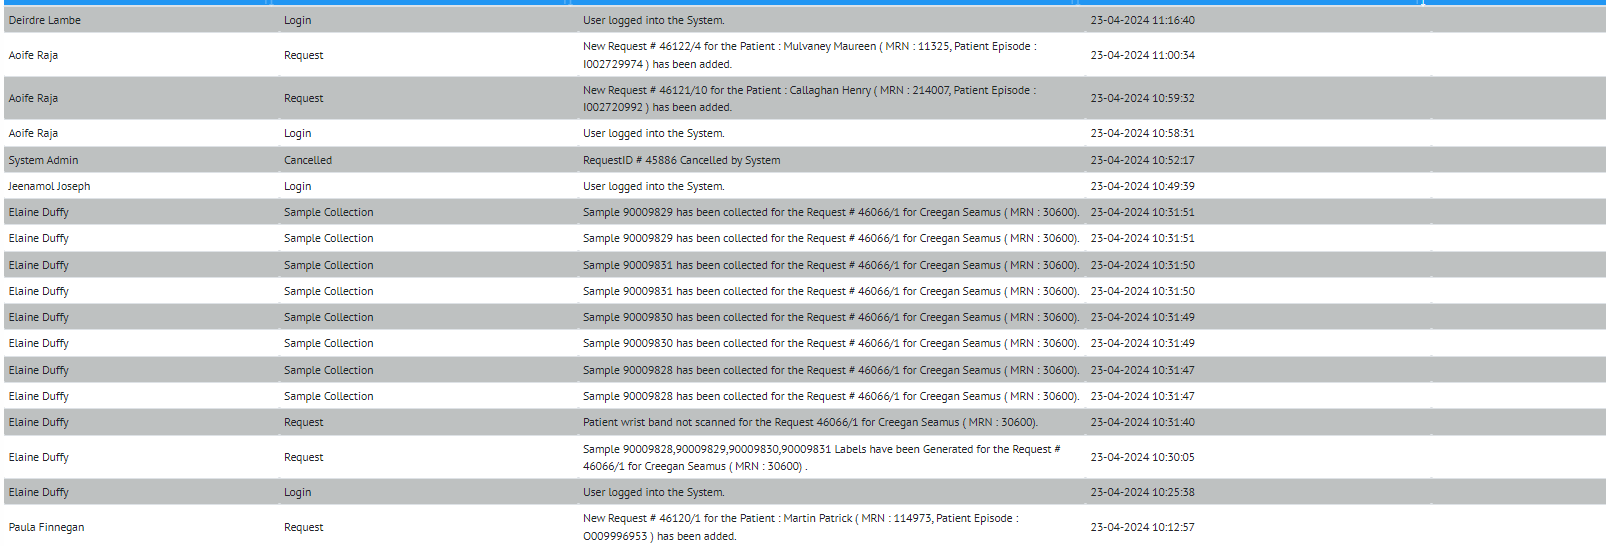 Deirdre Lambe Login User logged into the System. 23-04-2024 11:16:40
Aoife Raja Request New Request # 46122/4 for the Patient : Mulvaney Maureen ( MRN : 11325, Patient Episode : 23-04-2024 11:00:34
I002729974 ) has been added.
Aoife Raja Request New Request # 46121/10 for the Patient : Callaghan Henry ( MRN : 214007, Patient Episode : 23-04-2024 10:59:32
I002720992 ) has been added.
Aoife Raja Login User logged into the System. 23-04-2024 10:58:31
System Admin Cancelled RequestID # 45886 Cancelled by System 23-04-2024 10:52:17
Jeenamol Joseph Login User logged into the System. 23-04-2024 10:49:39
Elaine Duffy Sample Collection Sample 90009829 has been collected for the Request # 46066/1 for Creegan Seamus ( MRN : 30600). 23-04-2024 10:31:51
Elaine Duffy Sample Collection Sample 90009829 has been collected for the Request # 46066/1 for Creegan Seamus ( MRN : 30600). 23-04-2024 10:31:51
Elaine Duffy Sample Collection Sample 90009831 has been collected for the Request # 46066/1 for Creegan Seamus ( MRN : 30600). 23-04-2024 10:31:50
Elaine Duffy Sample Collection Sample 90009831 has been collected for the Request # 46066/1 for Creegan Seamus ( MRN : 30600). 23-04-2024 10:31:50
Elaine Duffy Sample Collection Sample 90009830 has been collected for the Request # 46066/1 for Creegan Seamus ( MRN : 30600). 23-04-2024 10:31:49
Elaine Duffy Sample Collection Sample 90009830 has been collected for the Request # 46066/1 for Creegan Seamus ( MRN : 30600). 23-04-2024 10:31:49
Elaine Duffy Sample Collection Sample 90009828 has been collected for the Request # 46066/1 for Creegan Seamus ( MRN : 30600). 23-04-2024 10:31:47
Elaine Duffy Sample Collection Sample 90009828 has been collected for the Request # 46066/1 for Creegan Seamus ( MRN : 30600). 23-04-2024 10:31:47
Elaine Duffy Request Patient wrist band not scanned for the Request 46066/1 for Creegan Seamus ( MRN : 30600). 23-04-2024 10:31:40
Elaine Duffy Request Sample 90009828,90009829,90009830,90009831 Labels have been Generated for the Request # 23-04-2024 10:30:05
46066/1 for Creegan Seamus ( MRN : 30600) .
Elaine Duffy Login User logged into the System. 23-04-2024 10:25:38
Paula Finnegan Request New Request # 46120/1 for the Patient : Martin Patrick ( MRN : 114973, Patient Episode : 23-04-2024 10:12:57
O009996953 ) has been added.